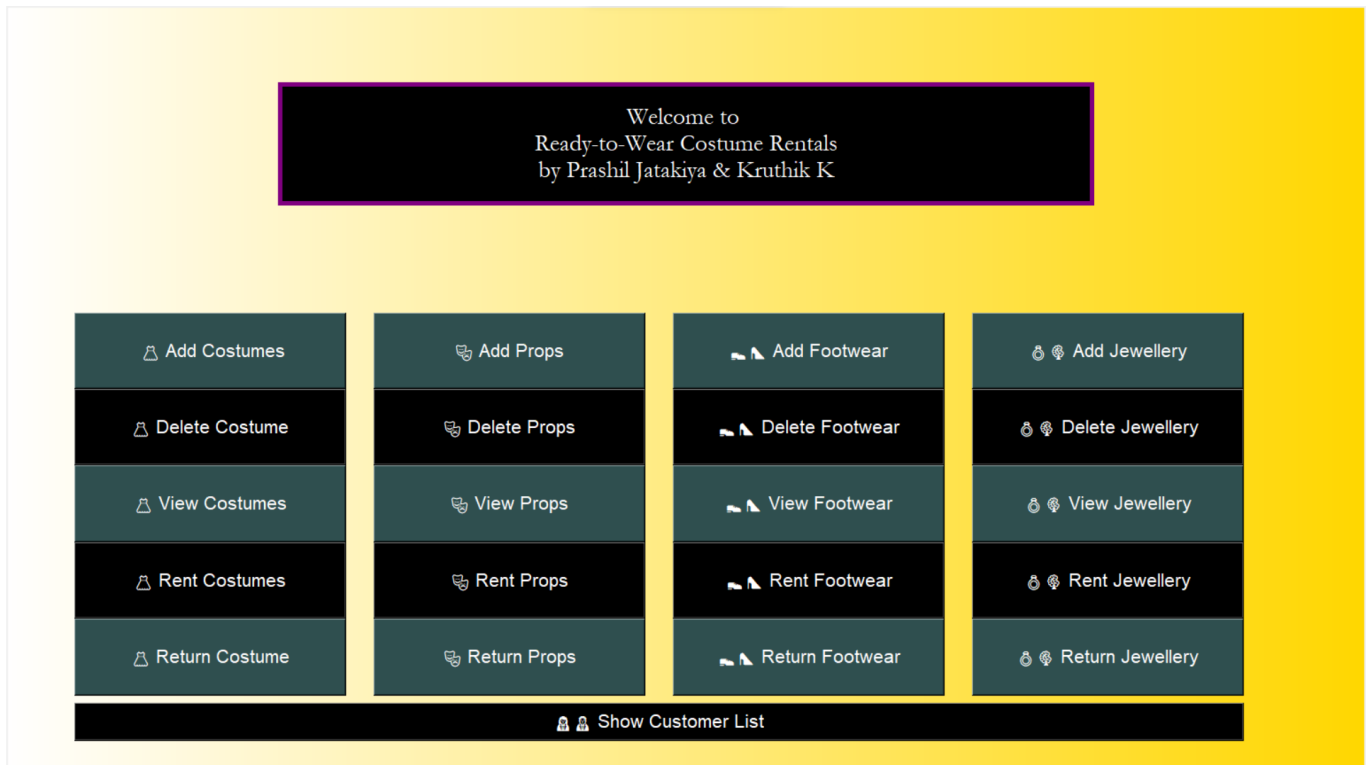 Welcome to
Ready-to-Wear Costume Rentals
by Prashil Jatakiya & Kruthik K
Add Costumes
Add Props
Add Footwear
Add Jewellery
Delete Costume
Delete Props
Delete Footwear
Delete Jewellery
View Costumes
View Props
View Footwear
View Jewellery
Rent Costumes
Rent Props
Rent Footwear
Rent Jewellery
Return Costume
Return Props
Return Footwear
Return Jewellery
Show Customer List